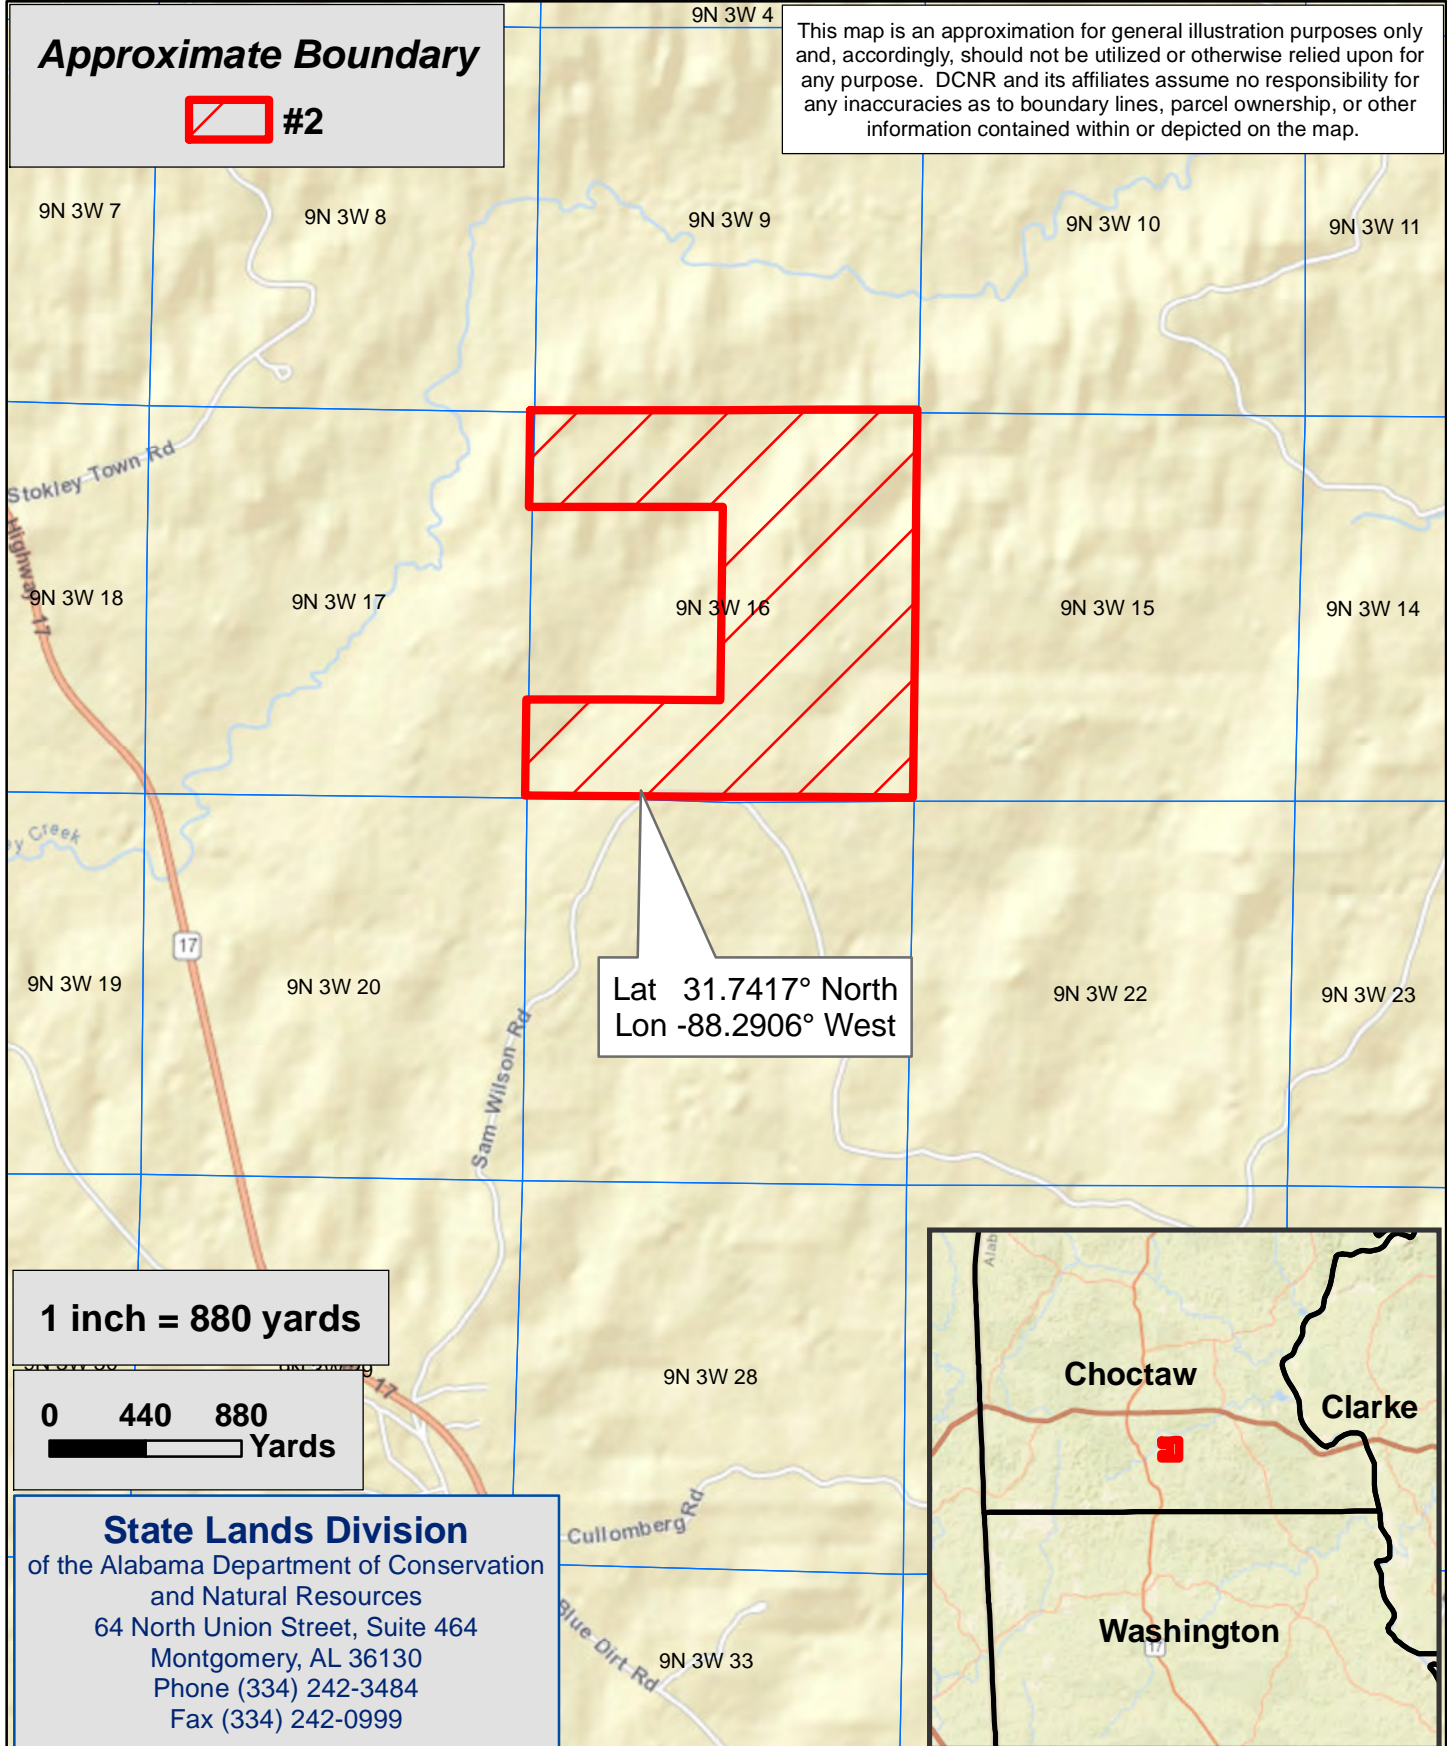 9N 3W 4
Approximate Boundary
#2
This map is an approximation for general illustration purposes only
and, accordingly, should not be utilized or otherwise relied upon for
any purpose. DCNR and its affiliates assume no responsibility for
any inaccuracies as to boundary lines, parcel ownership, or other
information contained within or depicted on the map.
9N 3W 7
9N 3W 8
9N 3W 9
9N 3W 10
9N 3W 11
Stokley Town Rd
Highway 17
9N 3W 18
9N 3W 17
9N 3W 16
9N 3W 15
9N 3W 14
Creek
17
9N 3W 19
9N 3W 20
Lat 31.7417° North
Lon -88.2906° West
9N 3W 22
9N 3W 23
Sam Wilson Rd
1 inch = 880 yards
17
9N 3W 28
0 440 880
Yards
Cullomberg Rd
Blue Dirt Rd
9N 3W 33
State Lands Division
of the Alabama Department of Conservation
and Natural Resources
64 North Union Street, Suite 464
Montgomery, AL 36130
Phone (334) 242-3484
Fax (334) 242-0999
Alab
Choctaw
Clarke
Washington
17